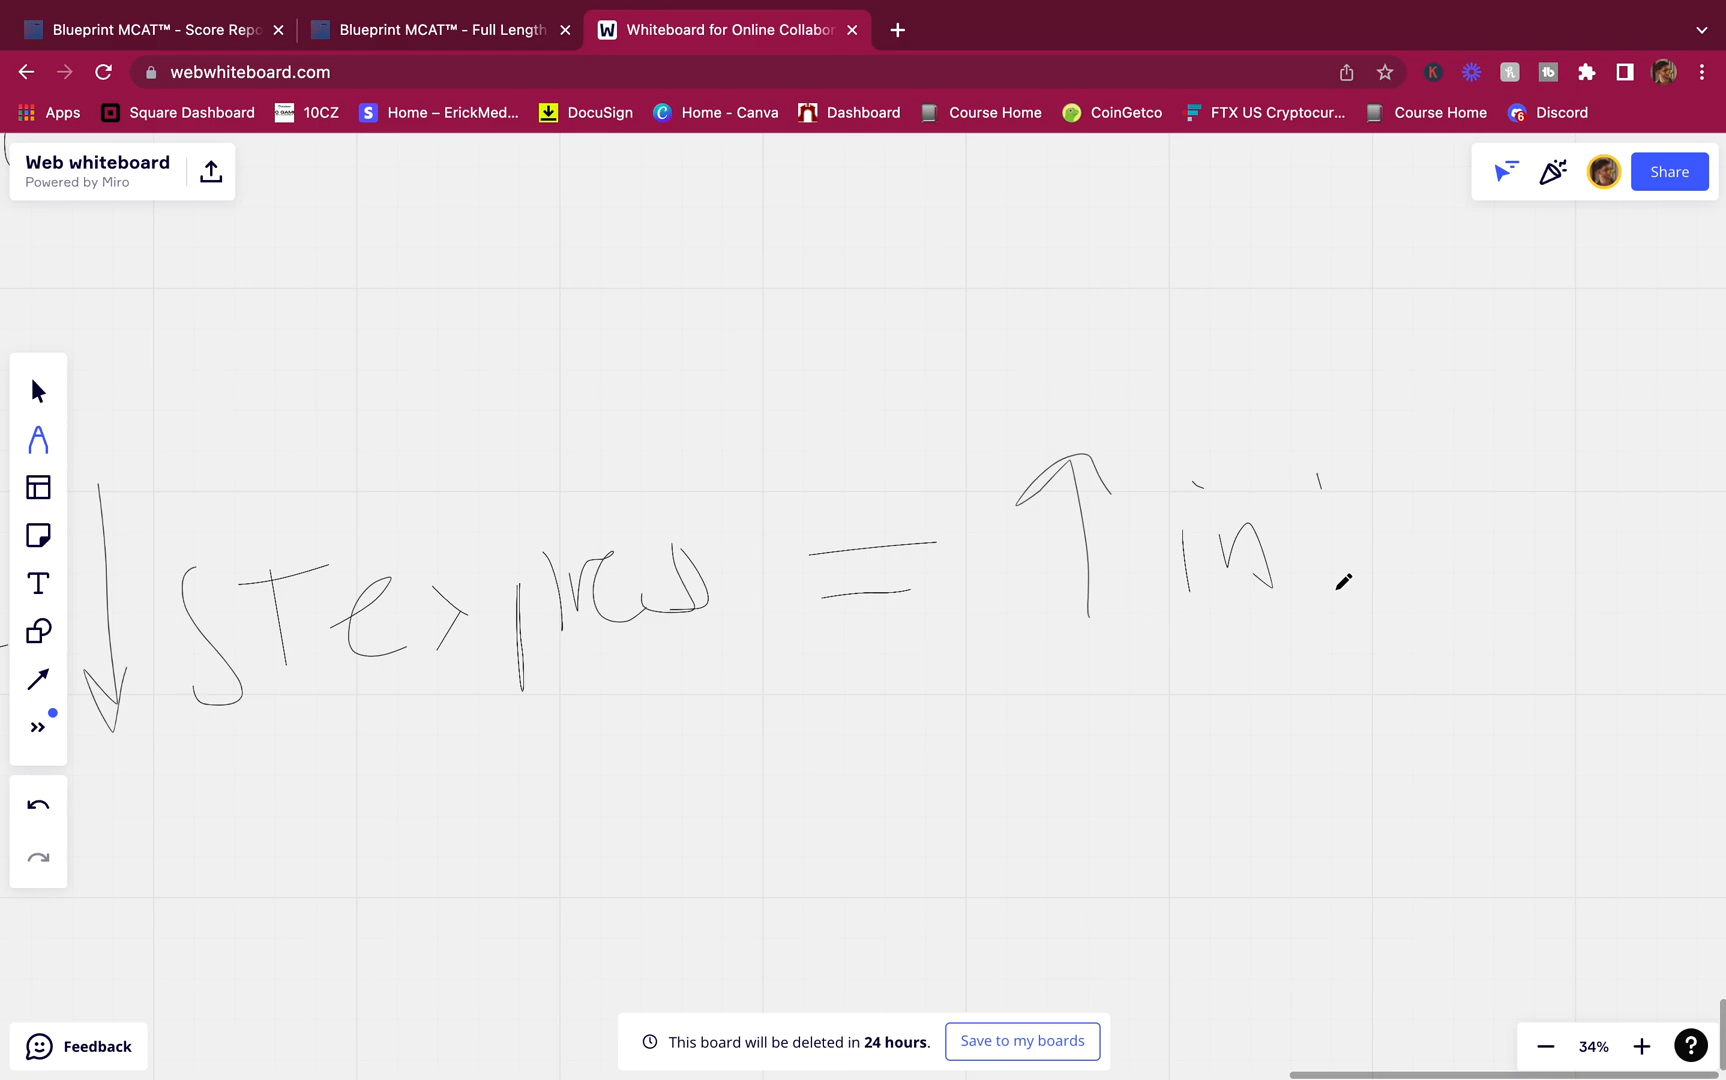 Blueprint MCAT™ - Score Repo
Blueprint MCAT™ - Full Length
Whiteboard for Online Collabor
webwhiteboard.com
Apps
Square Dashboard
10CZ
Home – ErickMed...
DocuSign
Home - Canva
Dashboard
Course Home
CoinGetco
FTX US Cryptocur...
Course Home
Discord
Web whiteboard
Powered by Miro
Share
↓ = ↑ in
This board will be deleted in 24 hours.
Save to my boards
Feedback
34%